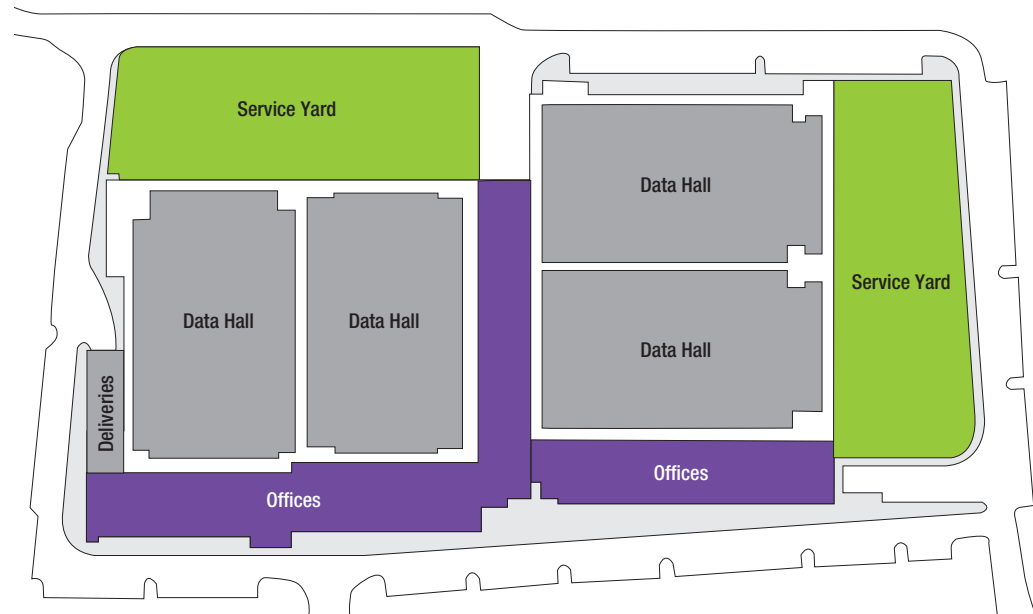 Service Yard
Data Hall
Service Yard
Data Hall
Data Hall
Data Hall
Deliveries
Offices
Offices